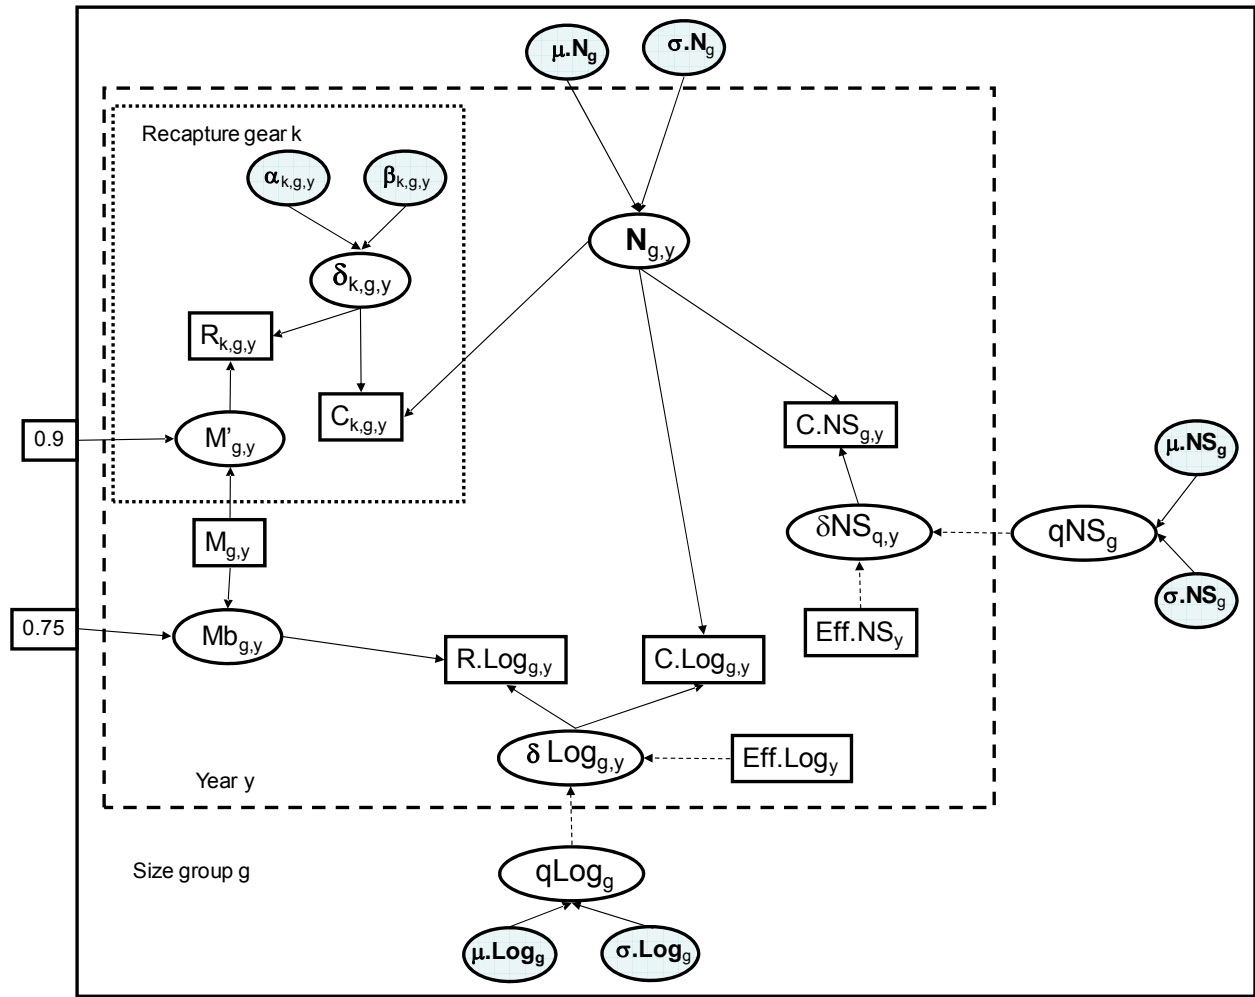 μ.Ng
σ.Ng
Recapture gear k
αk,g,y
βk,g,y
Ng,y
δk,g,y
Rk,g,y
Ck,g,y
C.NSg,y
0.9
M'g,y
μ.NSg
Mg,y
δNSq,y
qNSg
σ.NSg
0.75
Mbg,y
Eff.NSy
R.Logg,y
C.Logg,y
δ Logg,y
Eff.Logy
Year y
Size group g
qLogg
μ.Logg
σ.Logg